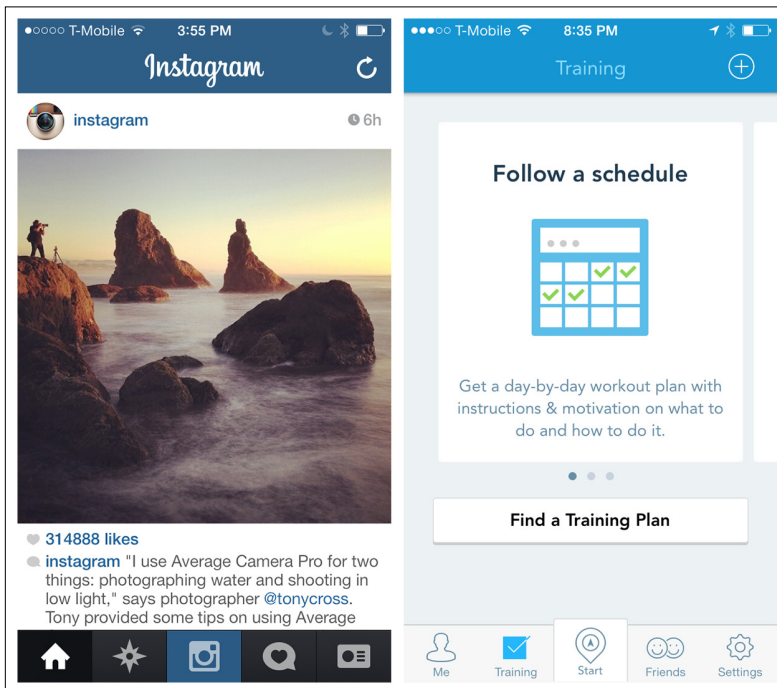 T-Mobile 3:55 PM
Instagram
instagram 6h
314888 likes
instagram "I use Average Camera Pro for two
things: photographing water and shooting in
low light," says photographer @tonycross.
Tony provided some tips on using Average
T-Mobile 8:35 PM
Training
Follow a schedule
Get a day-by-day workout plan with
instructions & motivation on what to
do and how to do it.
Find a Training Plan
Me Training Start Friends Settings